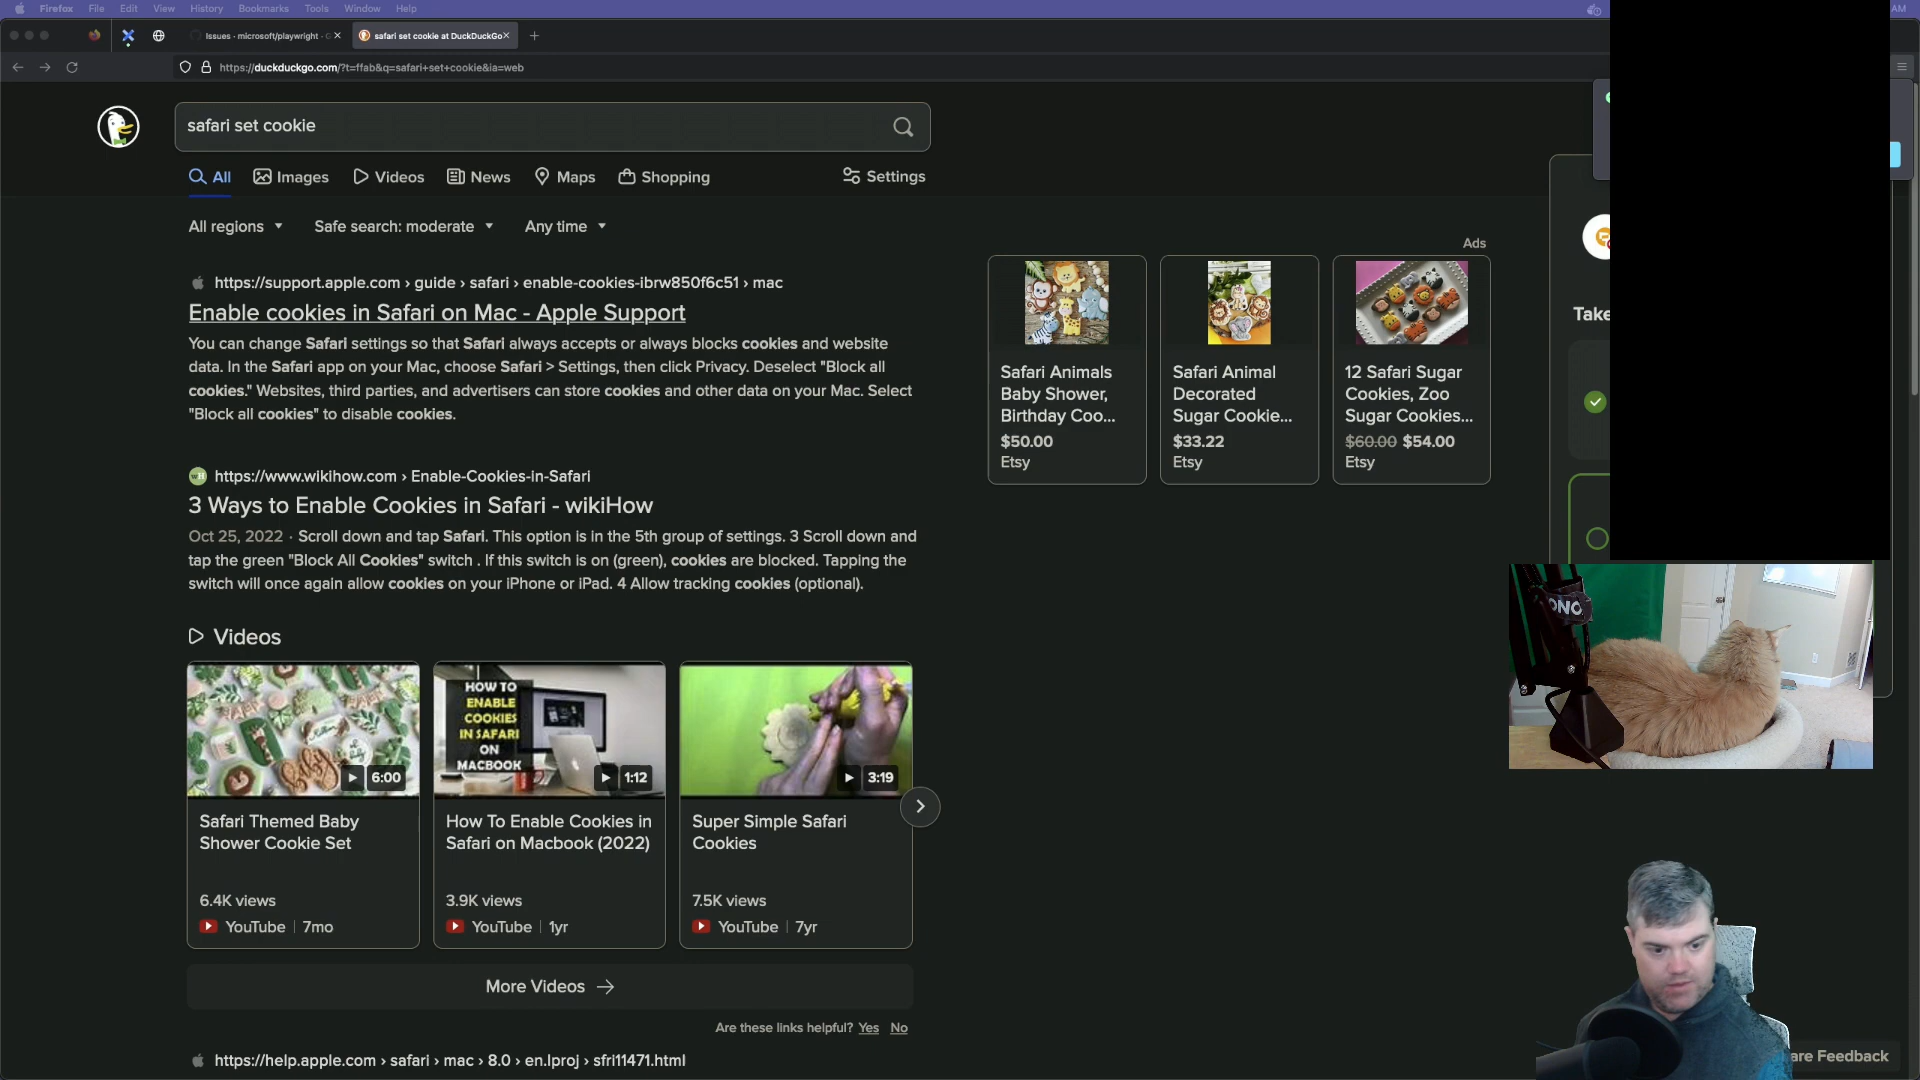 Firefox File Edit View History Bookmarks Tools Window Help AM
Issues · microsoft/playwright ·
safari set cookie at DuckDuckGo
https://duckduckgo.com/?t=ffab&q=safari+set+cookie&ia=web
safari set cookie
All Images Videos News Maps Shopping Settings
All regions Safe search: moderate Any time
Ads
https://support.apple.com › guide › safari › enable-cookies-ibrw850f6c51 › mac
Enable cookies in Safari on Mac - Apple Support
You can change Safari settings so that Safari always accepts or always blocks cookies and website
data. In the Safari app on your Mac, choose Safari > Settings, then click Privacy. Deselect "Block all
cookies." Websites, third parties, and advertisers can store cookies and other data on your Mac. Select
"Block all cookies" to disable cookies.
Safari Animals
Baby Shower,
Birthday Coo...
$50.00
Etsy
Safari Animal
Decorated
Sugar Cookie...
$33.22
Etsy
12 Safari Sugar
Cookies, Zoo
Sugar Cookies...
$60.00 $54.00
Etsy
Take
https://www.wikihow.com › Enable-Cookies-in-Safari
3 Ways to Enable Cookies in Safari - wikiHow
Oct 25, 2022 · Scroll down and tap Safari. This option is in the 5th group of settings. 3 Scroll down and
tap the green "Block All Cookies" switch . If this switch is on (green), cookies are blocked. Tapping the
switch will once again allow cookies on your iPhone or iPad. 4 Allow tracking cookies (optional).
Videos
6:00
Safari Themed Baby
Shower Cookie Set
6.4K views
YouTube | 7mo
HOW TO
ENABLE
COOKIES
IN SAFARI
ON
MACBOOK
1:12
How To Enable Cookies in
Safari on Macbook (2022)
3.9K views
YouTube | 1yr
3:19
Super Simple Safari
Cookies
7.5K views
YouTube | 7yr
More Videos
Are these links helpful? Yes No
https://help.apple.com › safari › mac › 8.0 › en.lproj › sfri11471.html
are Feedback